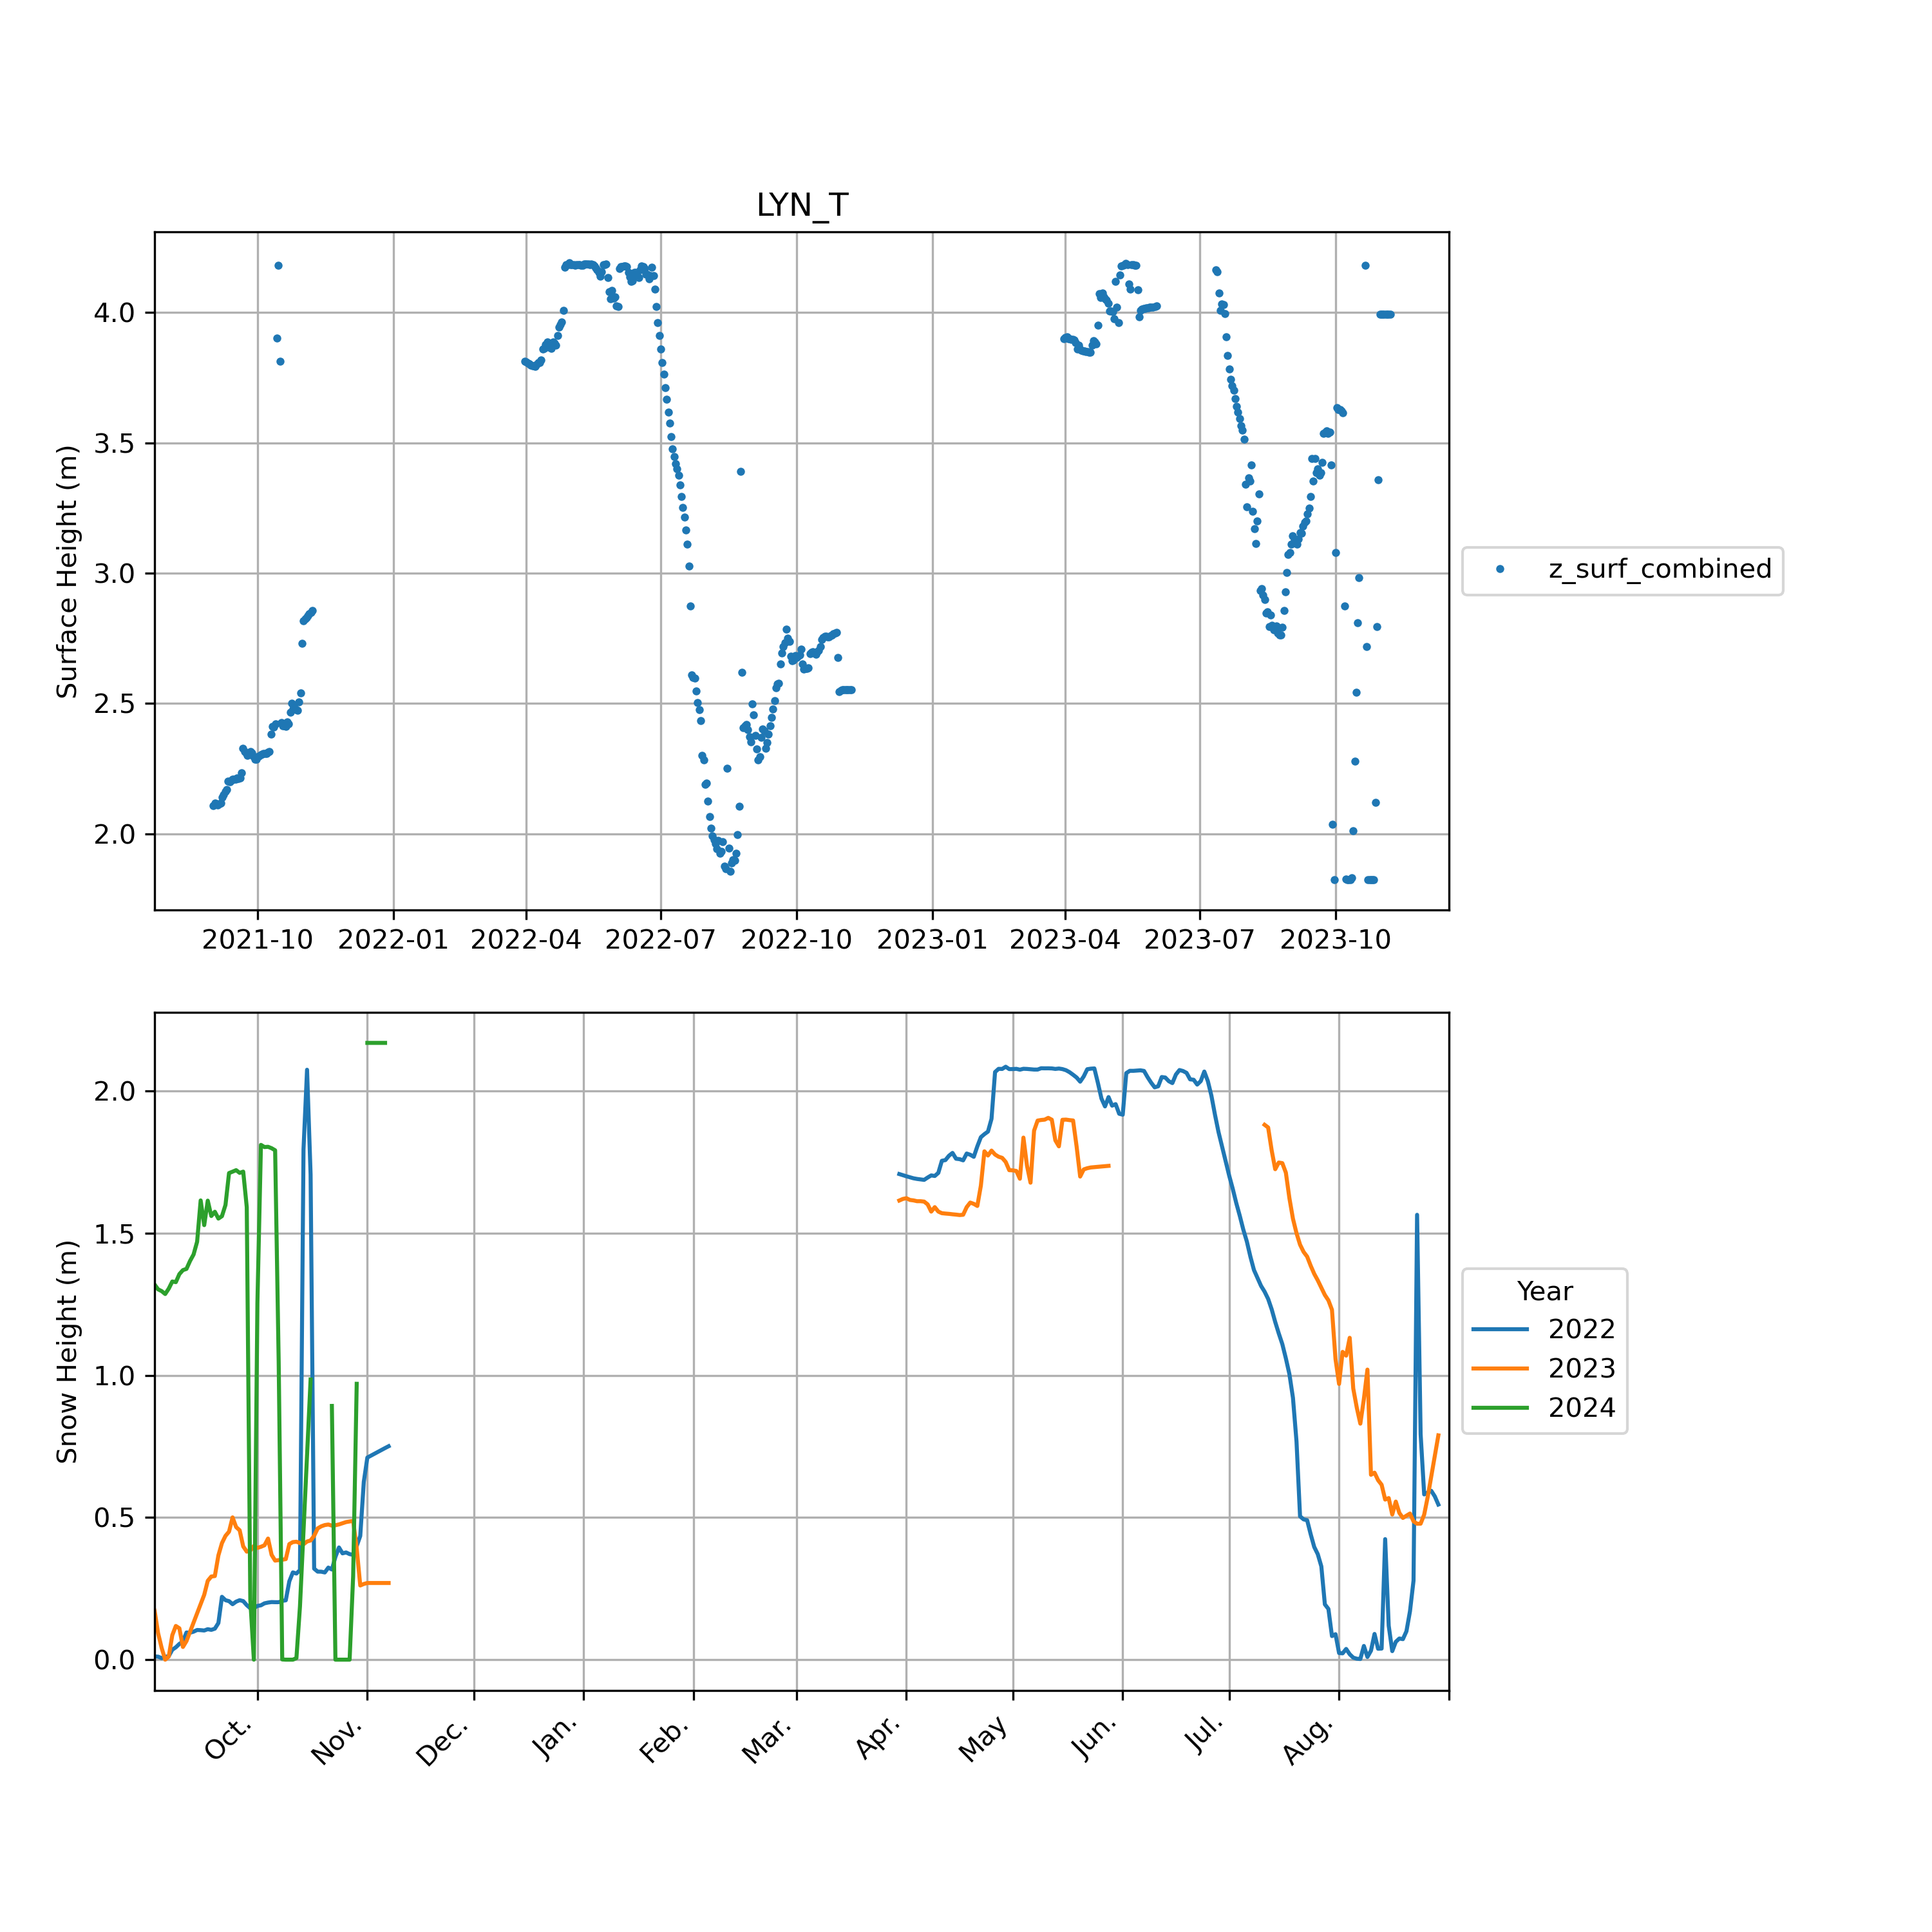 LYN_T
Surface Height (m)
4.0
3.5
3.0
2.5
2.0
2021-10 2022-01 2022-04 2022-07 2022-10 2023-01 2023-04 2023-07 2023-10
z_surf_combined
Snow Height (m)
2.0
1.5
1.0
0.5
0.0
Oct. Nov. Dec. Jan. Feb. Mar. Apr. May Jun. Jul. Aug.
Year
2022
2023
2024